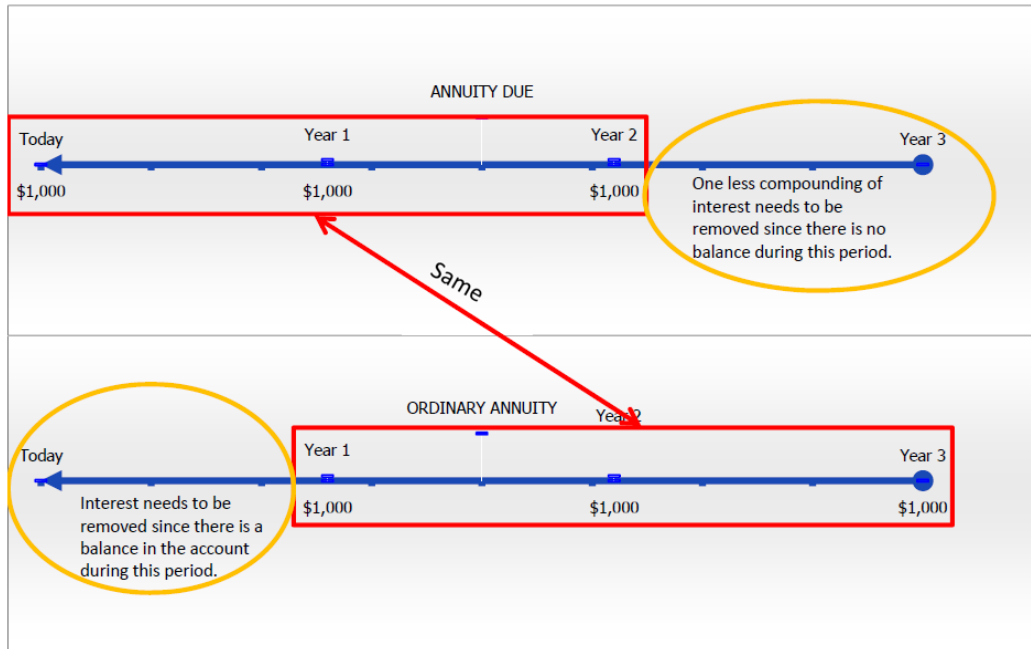 ANNUITY DUE
Today
Year 1
Year 2
Year 3
$1,000
$1,000
$1,000
One less compounding of
interest needs to be
removed since there is no
balance during this period.
Same
ORDINARY ANNUITY
Year 2
Today
Year 1
Year 3
Interest needs to be
removed since there is a
balance in the account
during this period.
$1,000
$1,000
$1,000